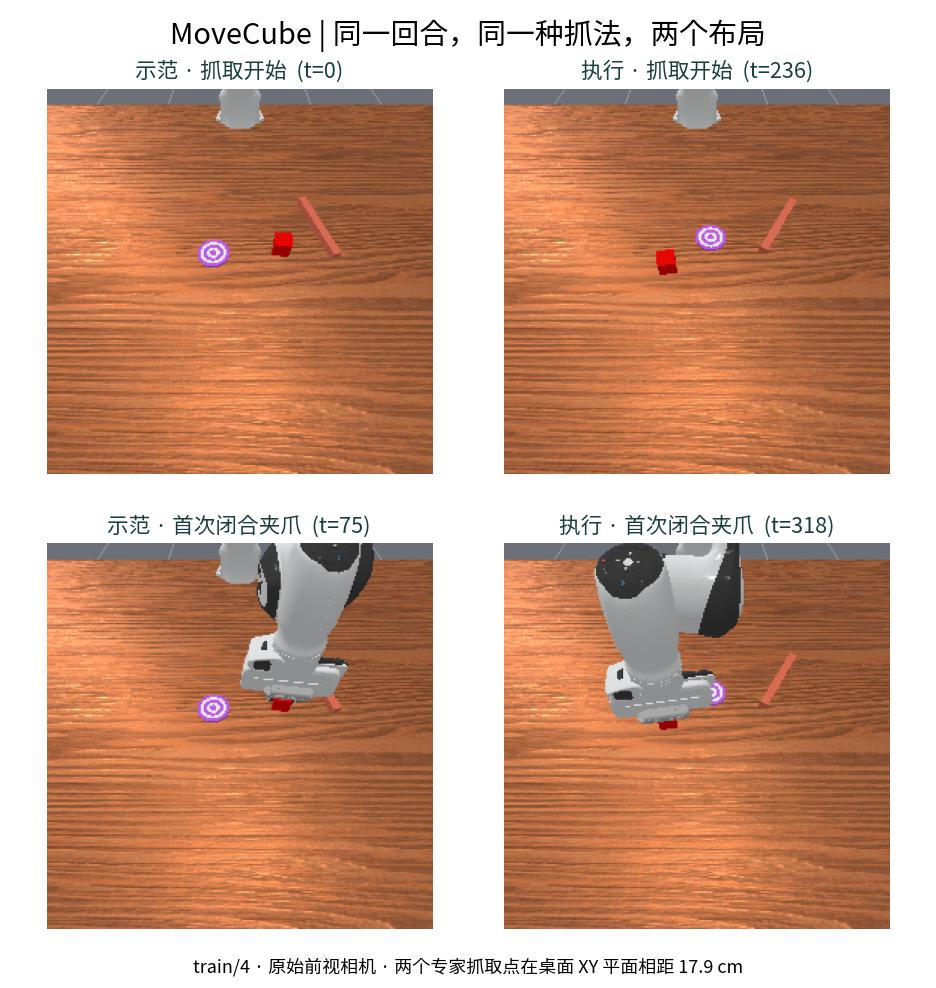 MoveCube | 同一回合，同一种抓法，两个布局
示范 · 抓取开始 (t=0)
执行 · 抓取开始 (t=236)
示范 · 首次闭合夹爪 (t=75)
执行 · 首次闭合夹爪 (t=318)
train/4 · 原始前视相机 · 两个专家抓取点在桌面 XY 平面相距 17.9 cm